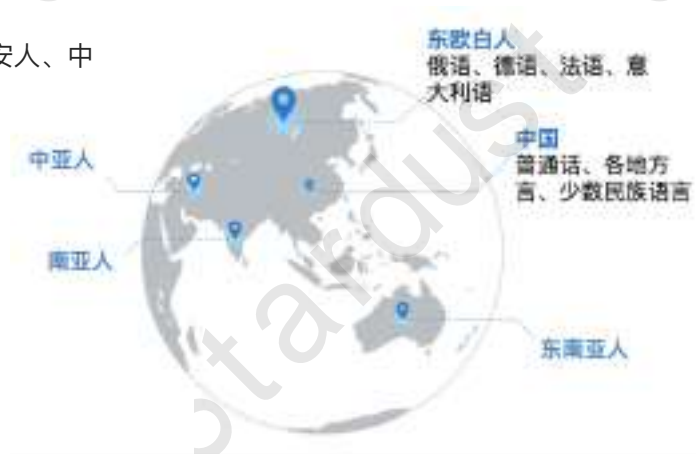 安人、中
东欧白人
俄语、德语、法语、意
大利语
中国
普通话、各地方
言、少数民族语言
中亚人
南亚人
东南亚人
stardust